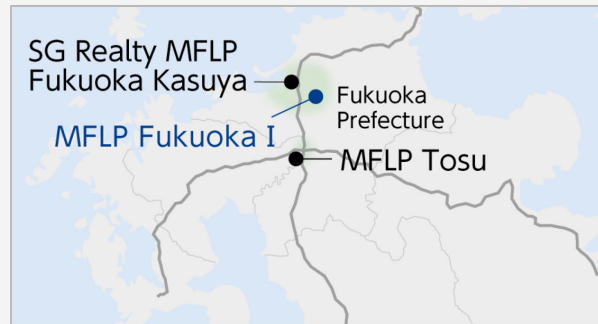 SG Realty MFLP
Fukuoka Kasuya
Fukuoka
Prefecture
MFLP Fukuoka I
MFLP Tosu